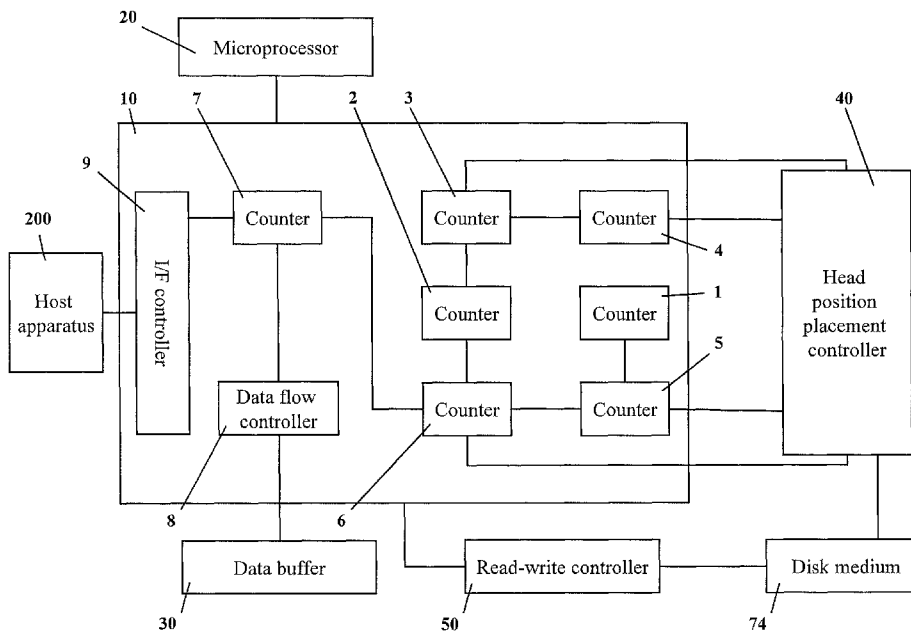 20
Microprocessor
10
7
2
3
40
9
Counter
Counter
Counter
4
200
I/F controller
Host
apparatus
Counter
1
Counter
Head
position
placement
controller
5
Data flow
controller
Counter
Counter
8
6
Data buffer
Read-write controller
Disk medium
30
50
74